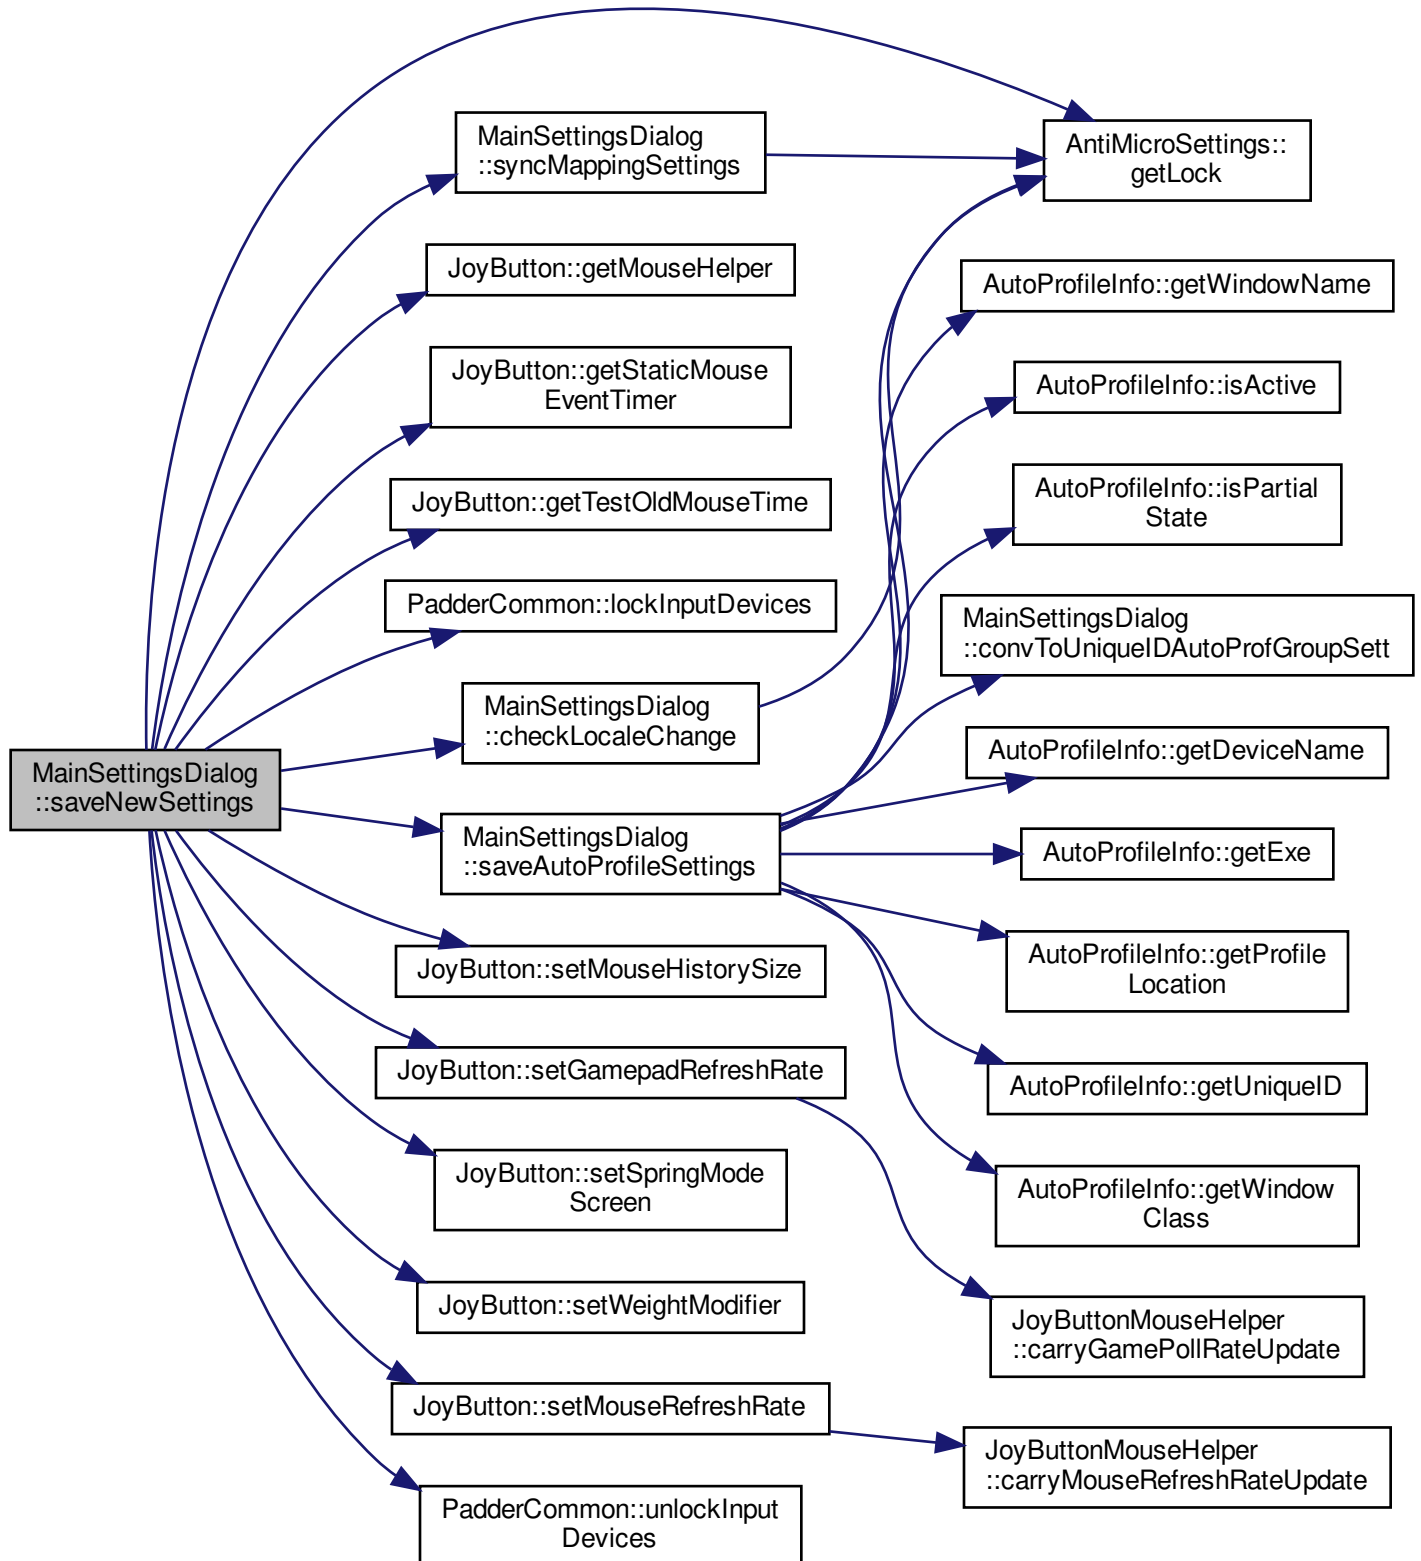 MainSettingsDialog
::saveNewSettings
MainSettingsDialog
::syncMappingSettings
JoyButton::getMouseHelper
JoyButton::getStaticMouse
EventTimer
JoyButton::getTestOldMouseTime
PadderCommon::lockInputDevices
MainSettingsDialog
::checkLocaleChange
MainSettingsDialog
::saveAutoProfileSettings
JoyButton::setMouseHistorySize
JoyButton::setGamepadRefreshRate
JoyButton::setSpringMode
Screen
JoyButton::setWeightModifier
JoyButton::setMouseRefreshRate
PadderCommon::unlockInput
Devices
AntiMicroSettings::
getLock
AutoProfileInfo::getWindowName
AutoProfileInfo::isActive
AutoProfileInfo::isPartial
State
MainSettingsDialog
::convToUniqueIDAutoProfGroupSett
AutoProfileInfo::getDeviceName
AutoProfileInfo::getExe
AutoProfileInfo::getProfile
Location
AutoProfileInfo::getUniqueID
AutoProfileInfo::getWindow
Class
JoyButtonMouseHelper
::carryGamePollRateUpdate
JoyButtonMouseHelper
::carryMouseRefreshRateUpdate